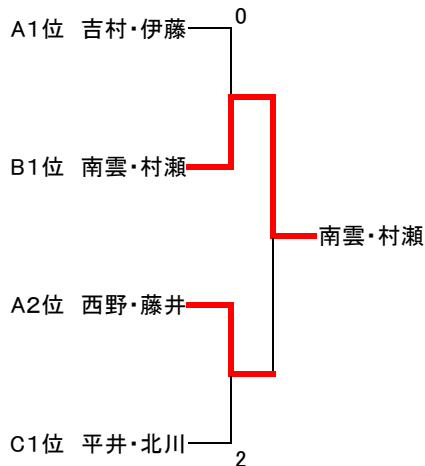 A1位 吉村・伊藤
0
B1位 南雲・村瀬
南雲・村瀬
A2位 西野・藤井
C1位 平井・北川
2